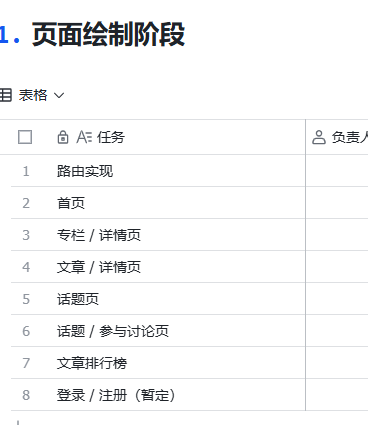 1. 页面绘制阶段
表格
任务 负责人
1 路由实现
2 首页
3 专栏 / 详情页
4 文章 / 详情页
5 话题页
6 话题 / 参与讨论页
7 文章排行榜
8 登录 / 注册（暂定）